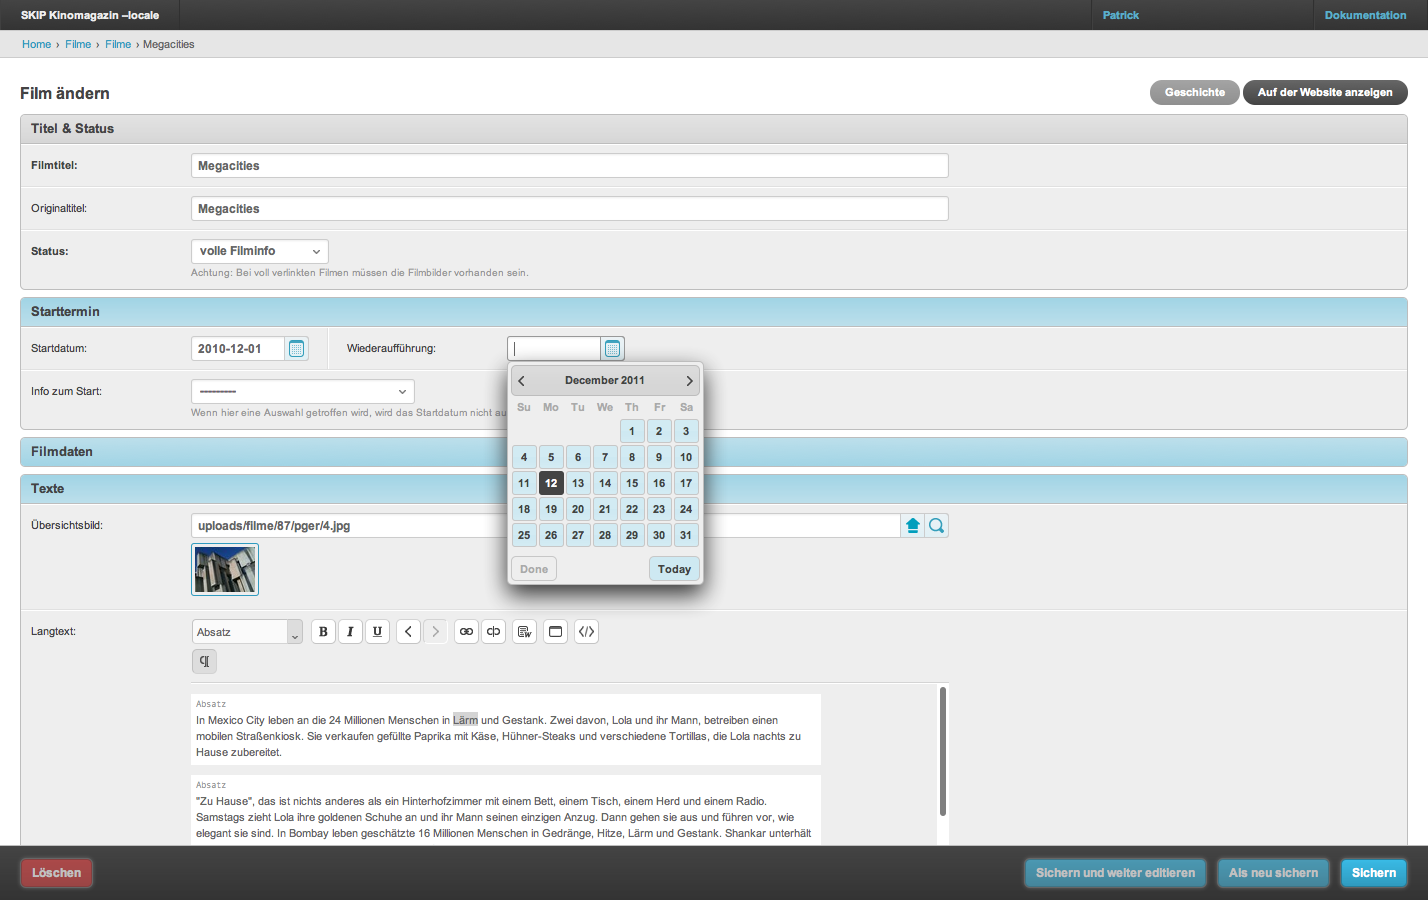 SKIP Kinomagazin –locale
Patrick
Dokumentation
Home › Filme › Filme › Megacities
Film ändern
Geschichte
Auf der Website anzeigen
Titel & Status
Filmtitel:
Megacities
Originaltitel:
Megacities
Status:
volle Filminfo
Achtung: Bei voll verlinkten Filmen müssen die Filmbilder vorhanden sein.
Starttermin
Startdatum:
2010-12-01
Wiederaufführung:
Info zum Start:
---------
Wenn hier eine Auswahl getroffen wird, wird das Startdatum nicht au
December 2011
Su Mo Tu We Th Fr Sa
1 2 3
4 5 6 7 8 9 10
11 12 13 14 15 16 17
18 19 20 21 22 23 24
25 26 27 28 29 30 31
Done
Today
Filmdaten
Texte
Übersichtsbild:
uploads/filme/87/pger/4.jpg
Langtext:
Absatz
B I U
Absatz
In Mexico City leben an die 24 Millionen Menschen in Lärm und Gestank. Zwei davon, Lola und ihr Mann, betreiben einen
mobilen Straßenkiosk. Sie verkaufen gefüllte Paprika mit Käse, Hühner-Steaks und verschiedene Tortillas, die Lola nachts zu
Hause zubereitet.
Absatz
"Zu Hause", das ist nichts anderes als ein Hinterhofzimmer mit einem Bett, einem Tisch, einem Herd und einem Radio.
Samstags zieht Lola ihre goldenen Schuhe an und ihr Mann seinen einzigen Anzug. Dann gehen sie aus und führen vor, wie
elegant sie sind. In Bombay leben geschätzte 16 Millionen Menschen in Gedränge, Hitze, Lärm und Gestank. Shankar unterhält
Löschen
Sichern und weiter editieren
Als neu sichern
Sichern